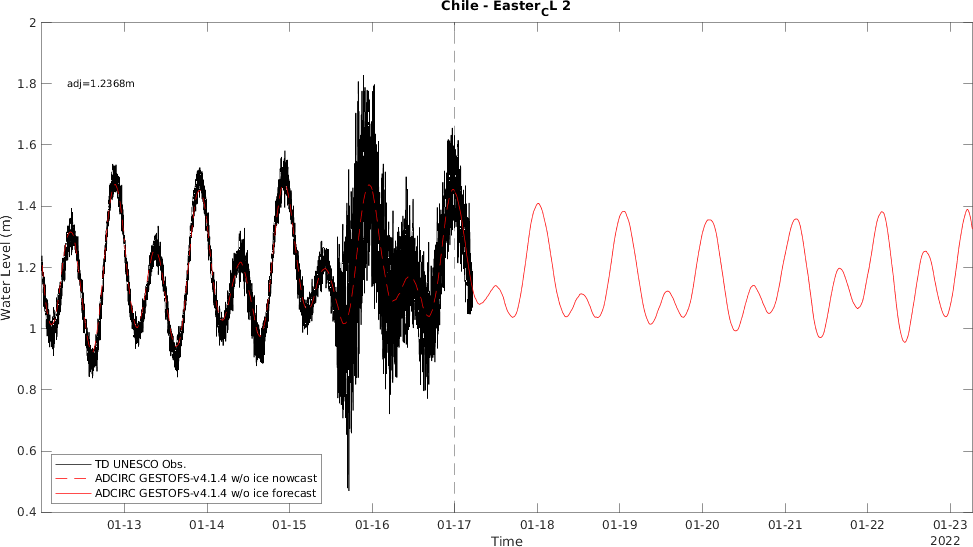 Chile - Easter_CL 2
2
1.8
adj=1.2368m
1.6
1.4
1.2
1
0.8
0.6
0.4
Water Level (m)
TD UNESCO Obs.
ADCIRC GESTOFS-v4.1.4 w/o ice nowcast
ADCIRC GESTOFS-v4.1.4 w/o ice forecast
01-13 01-14 01-15 01-16 01-17 01-18 01-19 01-20 01-21 01-22 01-23
Time 2022